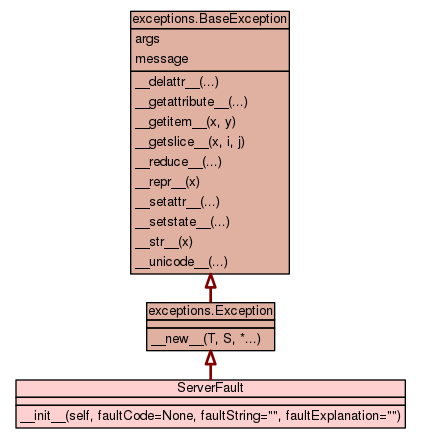 exceptions.BaseException
args
message
__delattr__(...)
__getattribute__(...)
__getitem__(x, y)
__getslice__(x, i, j)
__reduce__(...)
__repr__(x)
__setattr__(...)
__setstate__(...)
__str__(x)
__unicode__(...)
exceptions.Exception
__new__(T, S, *...)
ServerFault
__init__(self, faultCode=None, faultString="", faultExplanation="")